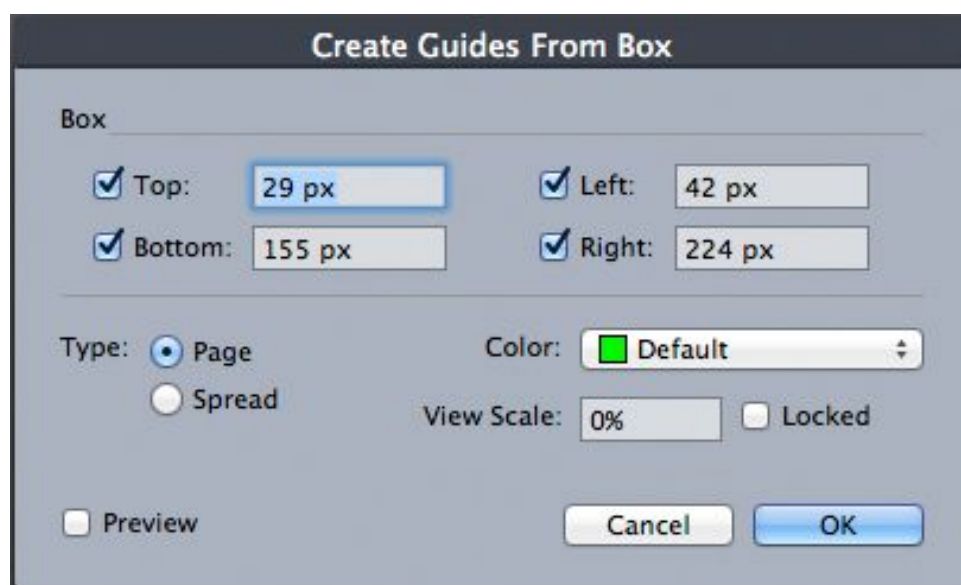 Create Guides From Box
Box
Top: 29 px Left: 42 px
Bottom: 155 px Right: 224 px
Type: Page Color: Default
Spread
View Scale: 0% Locked
Preview Cancel OK